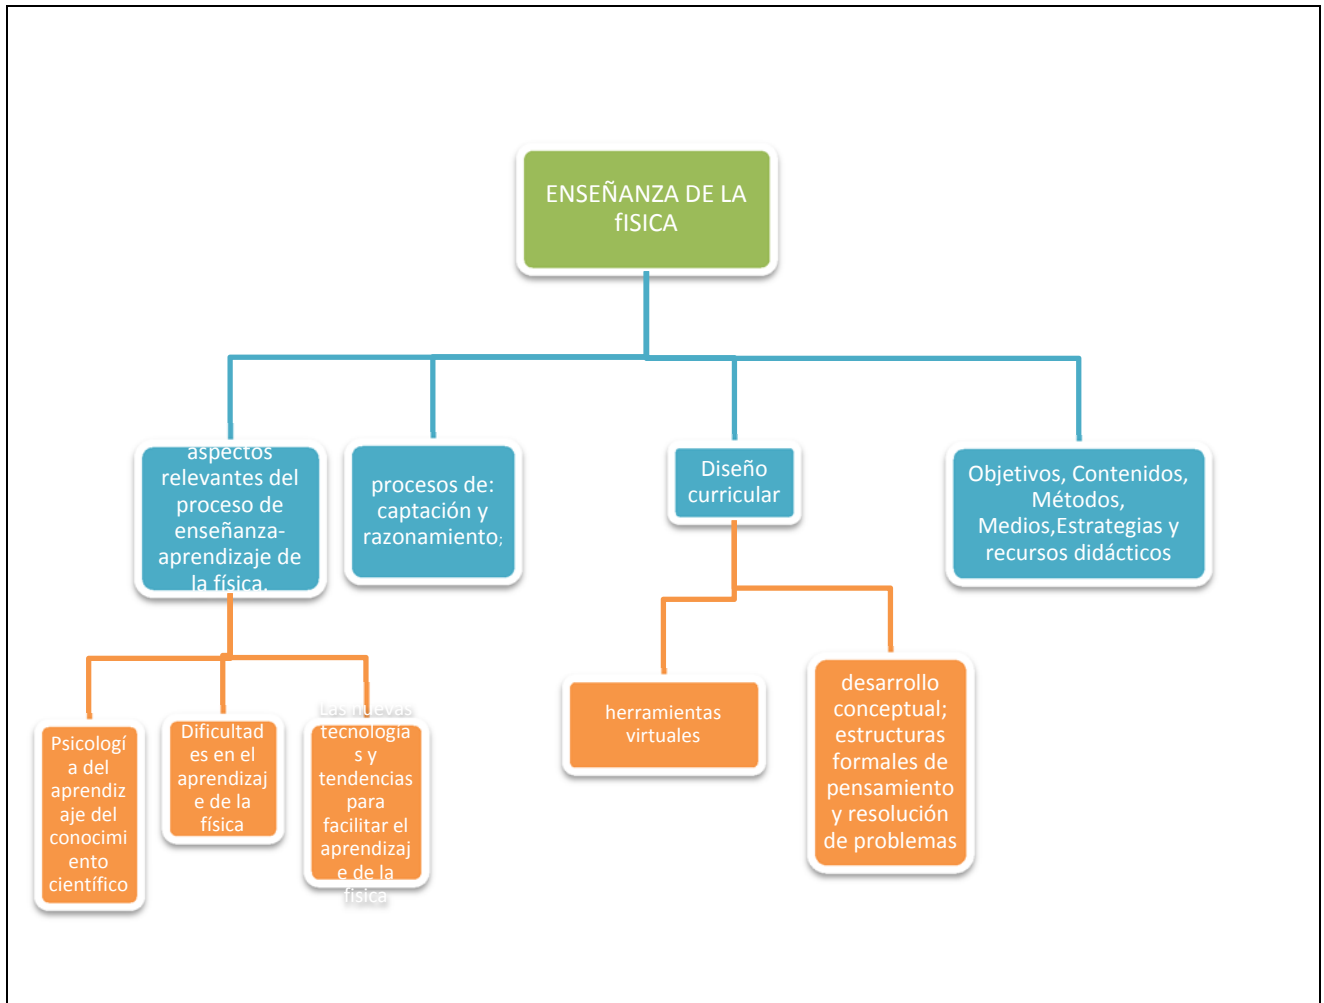 ENSEÑANZA DE LA
fISICA
aspectos
relevantes del
proceso de
enseñanza-
aprendizaje de
la física.
procesos de:
captación y
razonamiento;
Diseño
curricular
Objetivos, Contenidos,
Métodos,
Medios,Estrategias y
recursos didácticos
Psicologí
a del
aprendiz
aje del
conocimi
ento
científico
Dificultad
es en el
aprendizaj
e de la
física
Las nuevas
tecnología
s y
tendencias
para
facilitar el
aprendizaj
e de la
fisica
herramientas
virtuales
desarrollo
conceptual;
estructuras
formales de
pensamiento
y resolución
de problemas